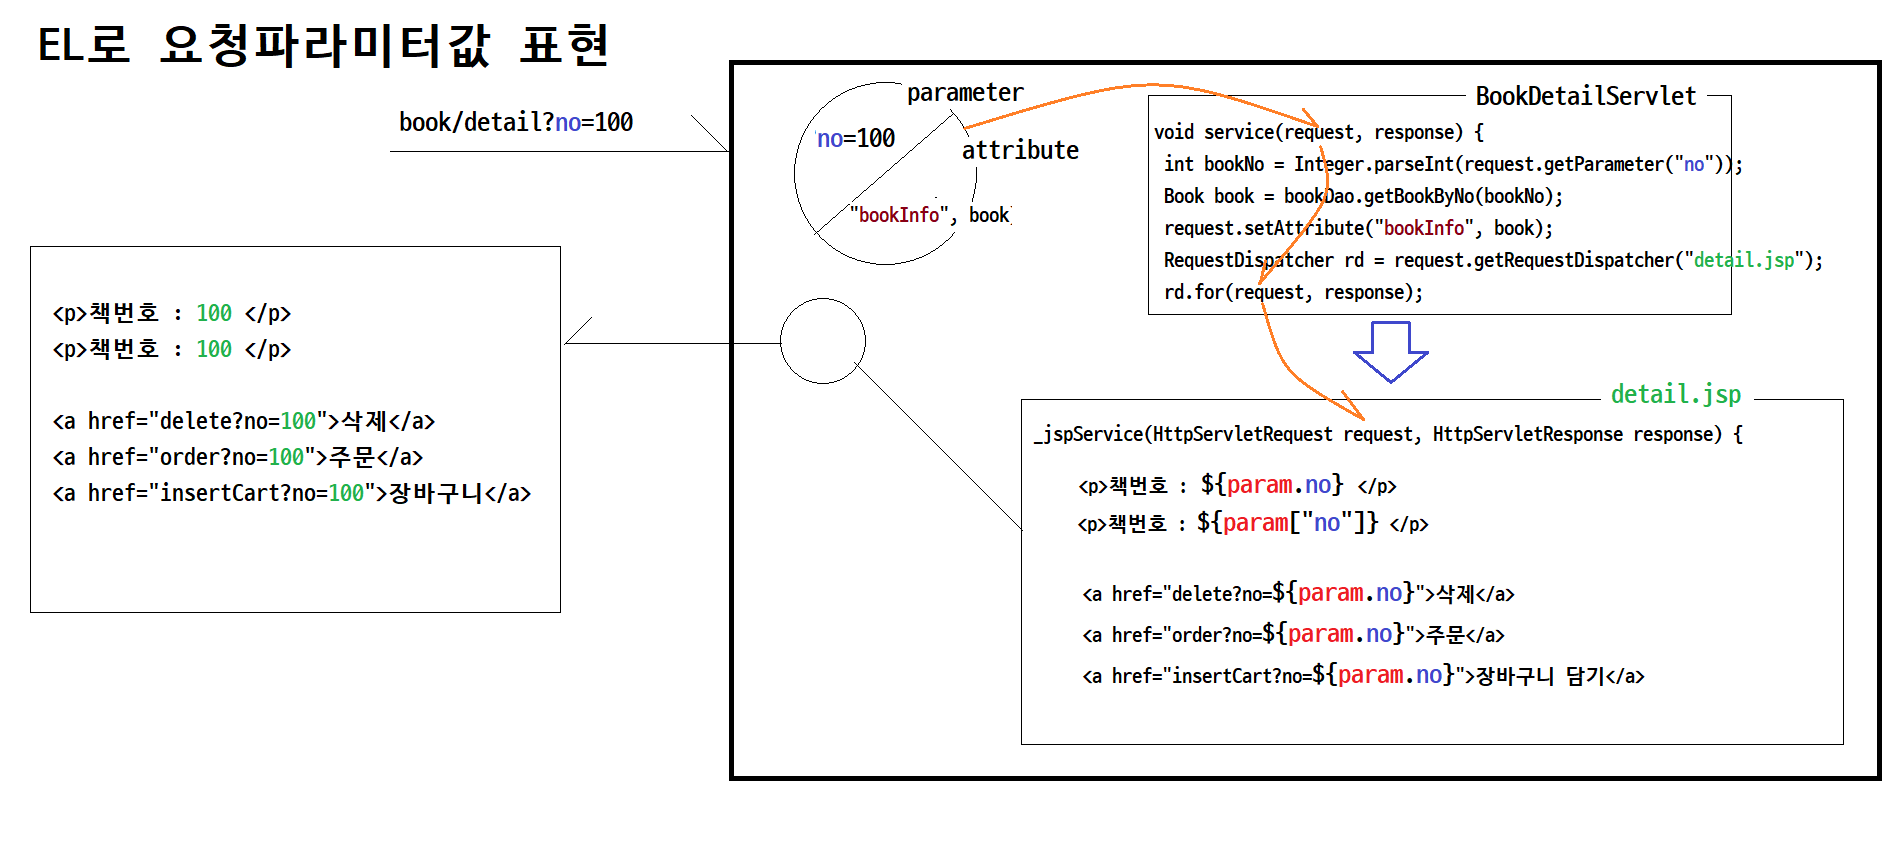 EL로 요청파라미터값 표현
book/detail?no=100
parameter
no=100
attribute
"bookInfo", book
BookDetailServlet
void service(request, response) {
int bookNo = Integer.parseInt(request.getParameter("no"));
Book book = bookDao.getBookByNo(bookNo);
request.setAttribute("bookInfo", book);
RequestDispatcher rd = request.getRequestDispatcher("detail.jsp");
rd.for(request, response);
<p>책번호 : 100 </p>
<p>책번호 : 100 </p>
<a href="delete?no=100">삭제</a>
<a href="order?no=100">주문</a>
<a href="insertCart?no=100">장바구니</a>
detail.jsp
_jspService(HttpServletRequest request, HttpServletResponse response) {
<p>책번호 : ${param.no} </p>
<p>책번호 : ${param["no"]} </p>
<a href="delete?no=${param.no}">삭제</a>
<a href="order?no=${param.no}">주문</a>
<a href="insertCart?no=${param.no}">장바구니 담기</a>